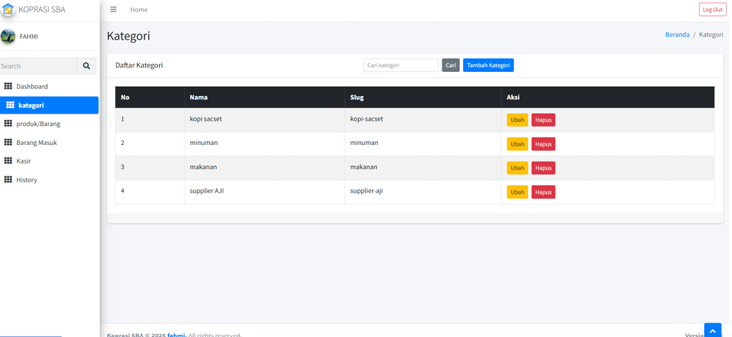 KOPRASI SBA
Home
Log Out
FAHMI
Kategori
Beranda / Kategori
Search
Daftar Kategori
Cari kategori
Cari
Tambah Kategori
Dashboard
kategori
produk/Barang
Barang Masuk
Kasir
History
No Nama Slug Aksi
1 kopi sacset kopi-sacset Ubah Hapus
2 minuman minuman Ubah Hapus
3 makanan makanan Ubah Hapus
4 supplier AJI supplier-aji Ubah Hapus
Koprasi SBA © 2025 fahmi. All rights reserved.